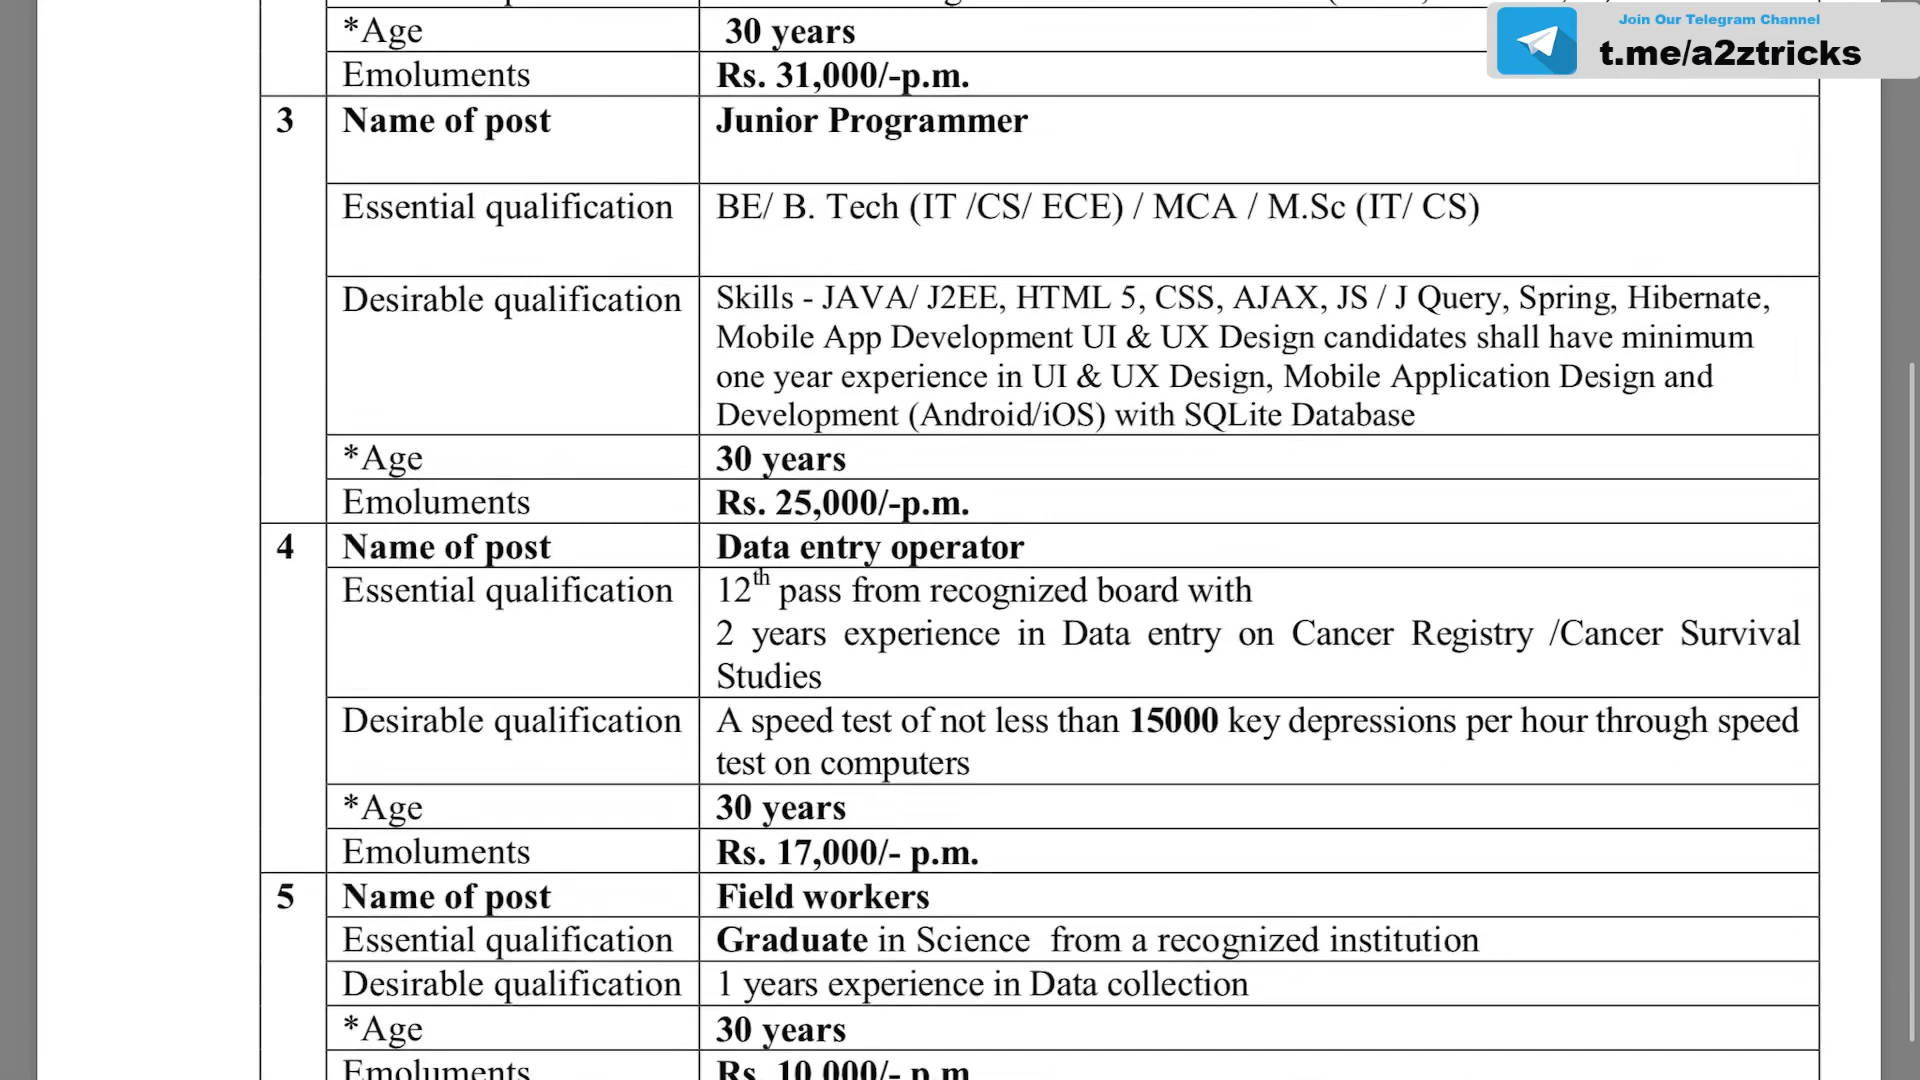 Join Our Telegram Channel
t.me/a2ztricks
*Age 30 years
Emoluments Rs. 31,000/-p.m.
3 Name of post Junior Programmer
Essential qualification BE/ B. Tech (IT /CS/ ECE) / MCA / M.Sc (IT/ CS)
Desirable qualification Skills - JAVA/ J2EE, HTML 5, CSS, AJAX, JS / J Query, Spring, Hibernate,
Mobile App Development UI & UX Design candidates shall have minimum
one year experience in UI & UX Design, Mobile Application Design and
Development (Android/iOS) with SQLite Database
*Age 30 years
Emoluments Rs. 25,000/-p.m.
4 Name of post Data entry operator
Essential qualification 12th pass from recognized board with
2 years experience in Data entry on Cancer Registry /Cancer Survival
Studies
Desirable qualification A speed test of not less than 15000 key depressions per hour through speed
test on computers
*Age 30 years
Emoluments Rs. 17,000/- p.m.
5 Name of post Field workers
Essential qualification Graduate in Science from a recognized institution
Desirable qualification 1 years experience in Data collection
*Age 30 years
Emoluments Rs. 10,000/- p.m.